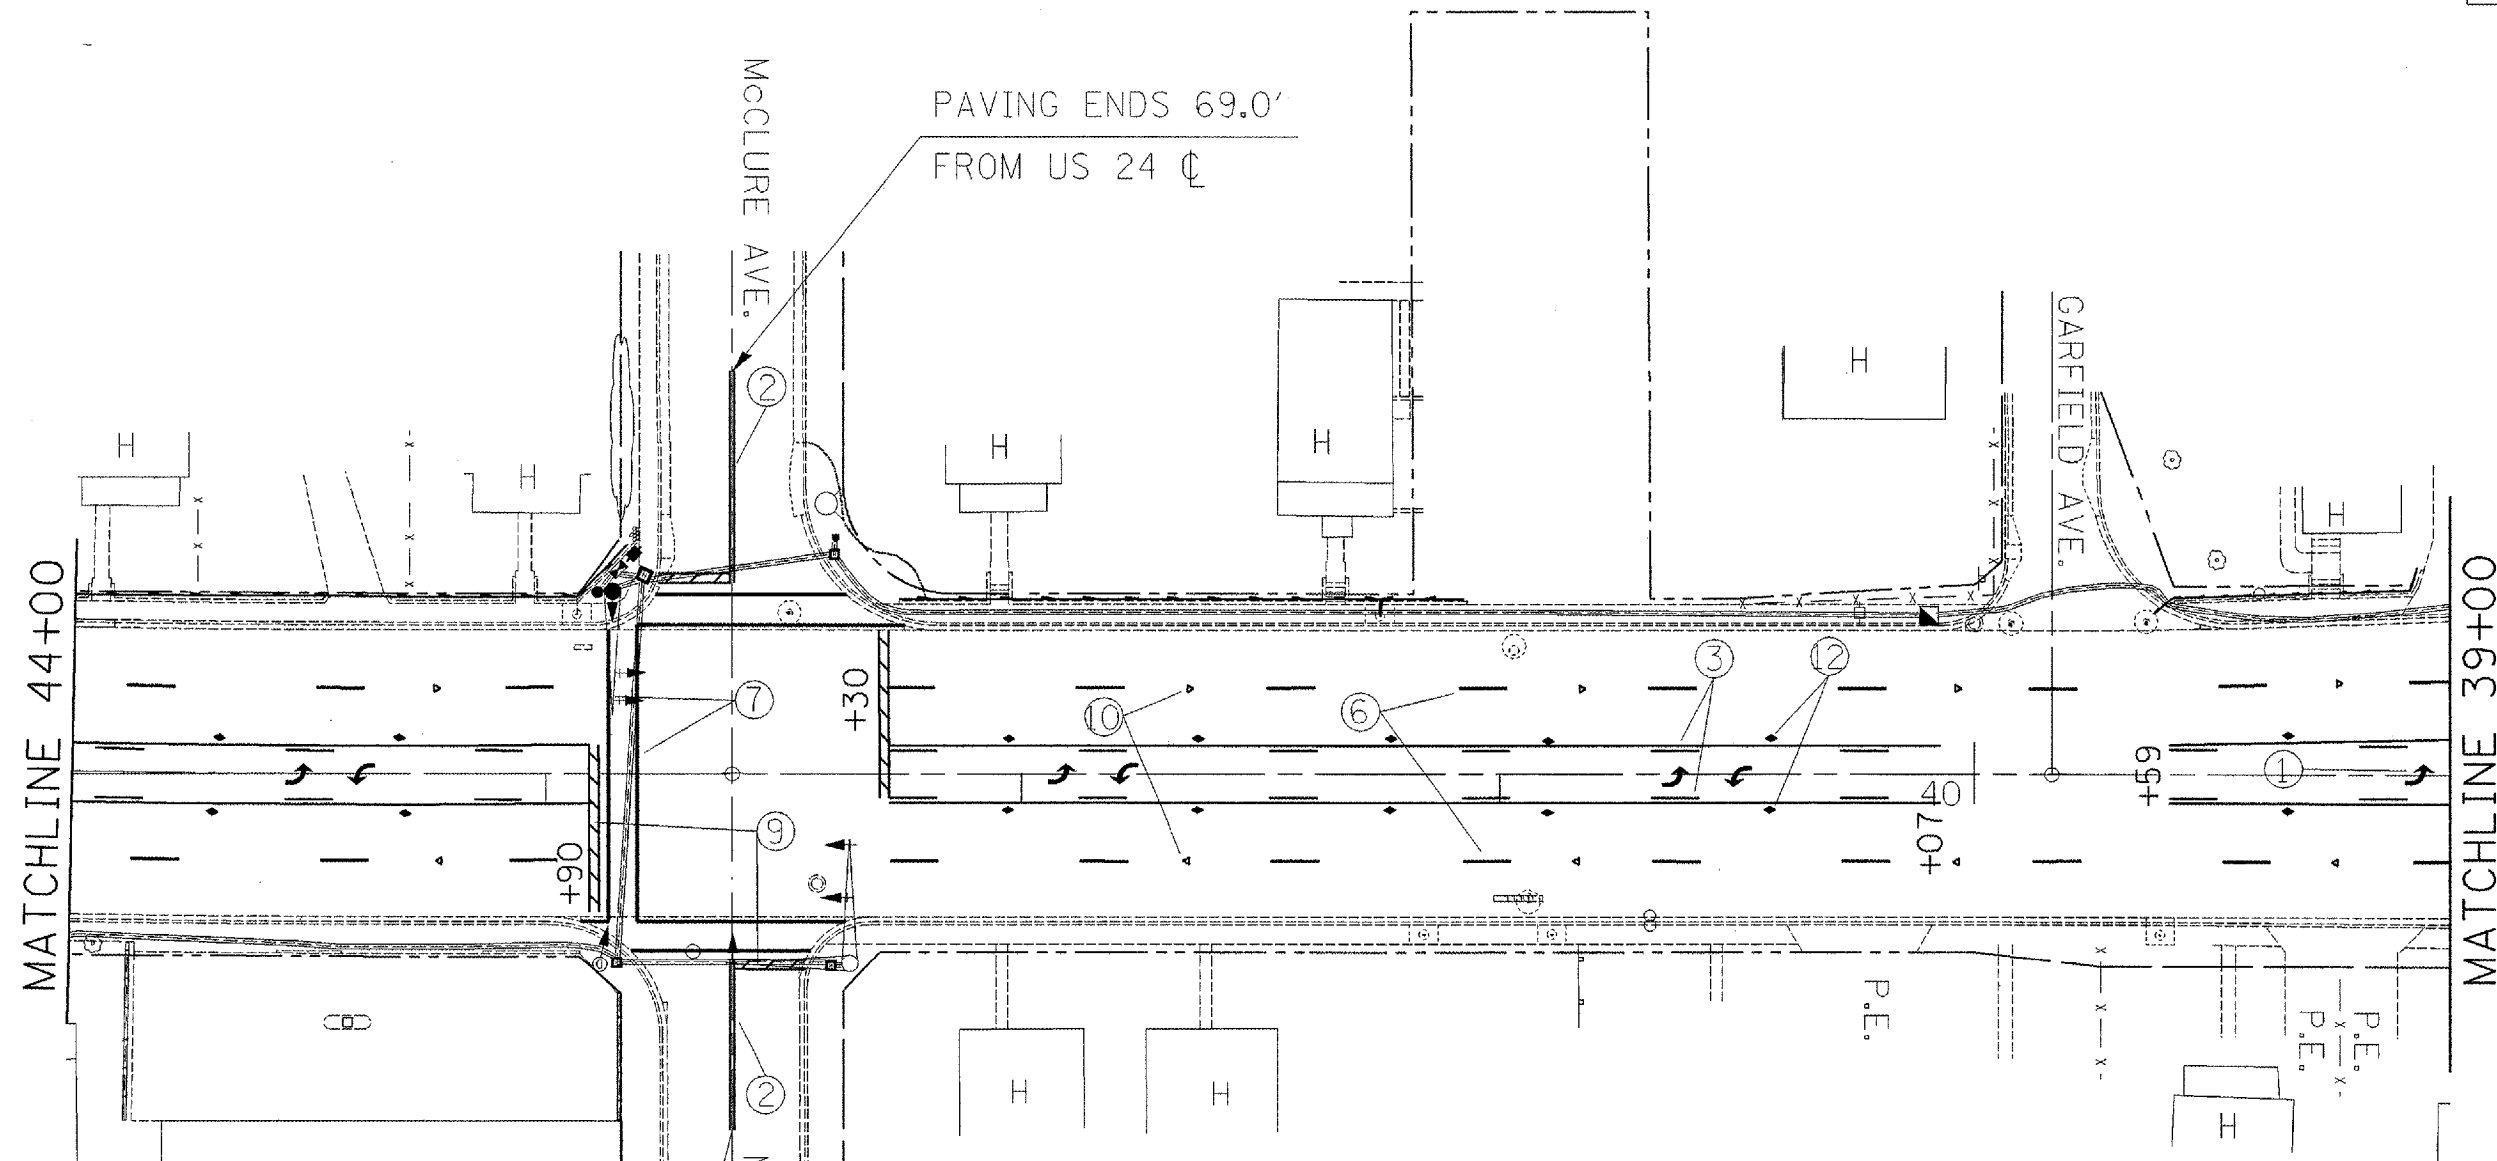 PAVING ENDS 69.0'
FROM US 24 ℄
McCLURE AVE.
GARFIELD AVE.
2
H
H
H
H
H
H
MATCHLINE 44+00
MATCHLINE 39+00
3
12
7
+30
10
6
+59
1
40
9
+90
+07
P.E.
P.E.
P.E.
2
H
H
H